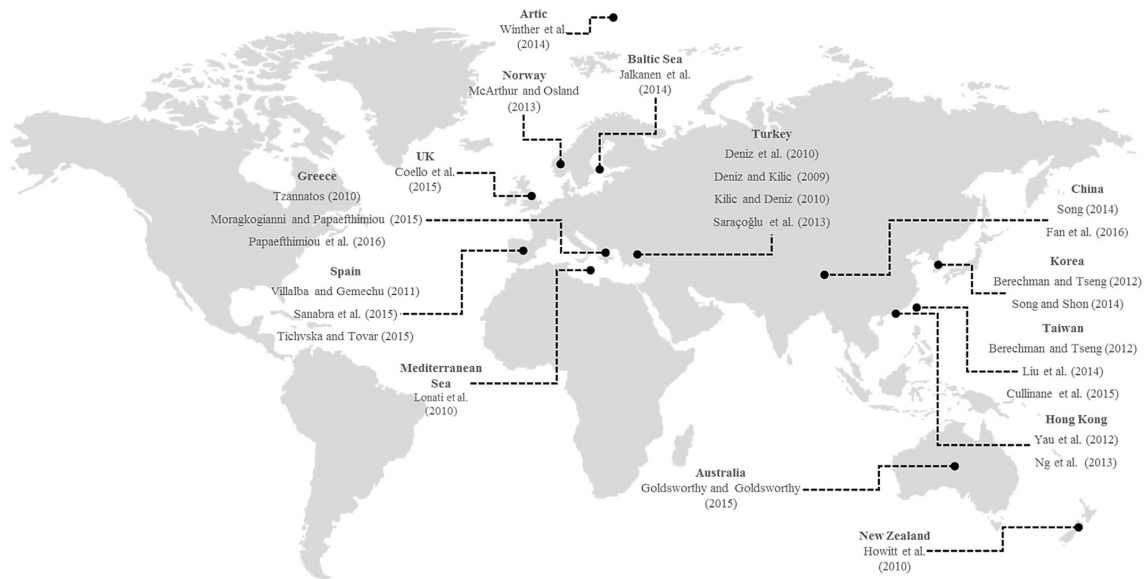 Artic
Winther et al.
(2014)
Baltic Sea
Jalkanen et al.
(2014)
Norway
McArthur and Osland
(2013)
Turkey
Deniz et al. (2010)
Deniz and Kilic (2009)
Kilic and Deniz (2010)
Saraçoğlu et al. (2013)
UK
Coello et al.
(2015)
Greece
Tzannatos (2010)
Moragkogianni and Papaefthimiou (2015)
Papaefthimiou et al. (2016)
China
Song (2014)
Fan et al. (2016)
Spain
Villalba and Gemechu (2011)
Sanabra et al. (2015)
Tichvska and Tovar (2015)
Korea
Berechman and Tseng (2012)
Song and Shon (2014)
Taiwan
Berechman and Tseng (2012)
Liu et al. (2014)
Cullinane et al. (2015)
Mediterranean
Sea
Lonati et al.
(2010)
Hong Kong
Yau et al. (2012)
Ng et al. (2013)
Australia
Goldsworthy and Goldsworthy
(2015)
New Zealand
Howitt et al.
(2010)